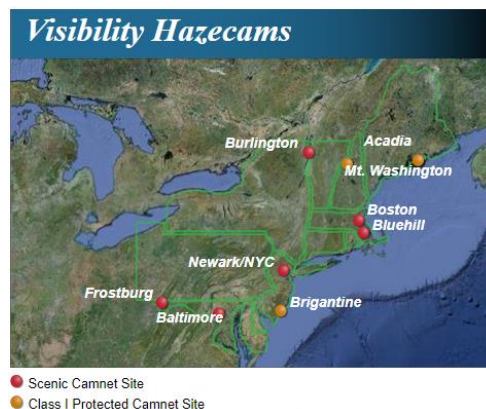 Visibility Hazecams
Burlington
Acadia
Mt. Washington
Boston
Bluehill
Newark/NYC
Frostburg
Baltimore
Brigantine
Scenic Camnet Site
Class I Protected Camnet Site